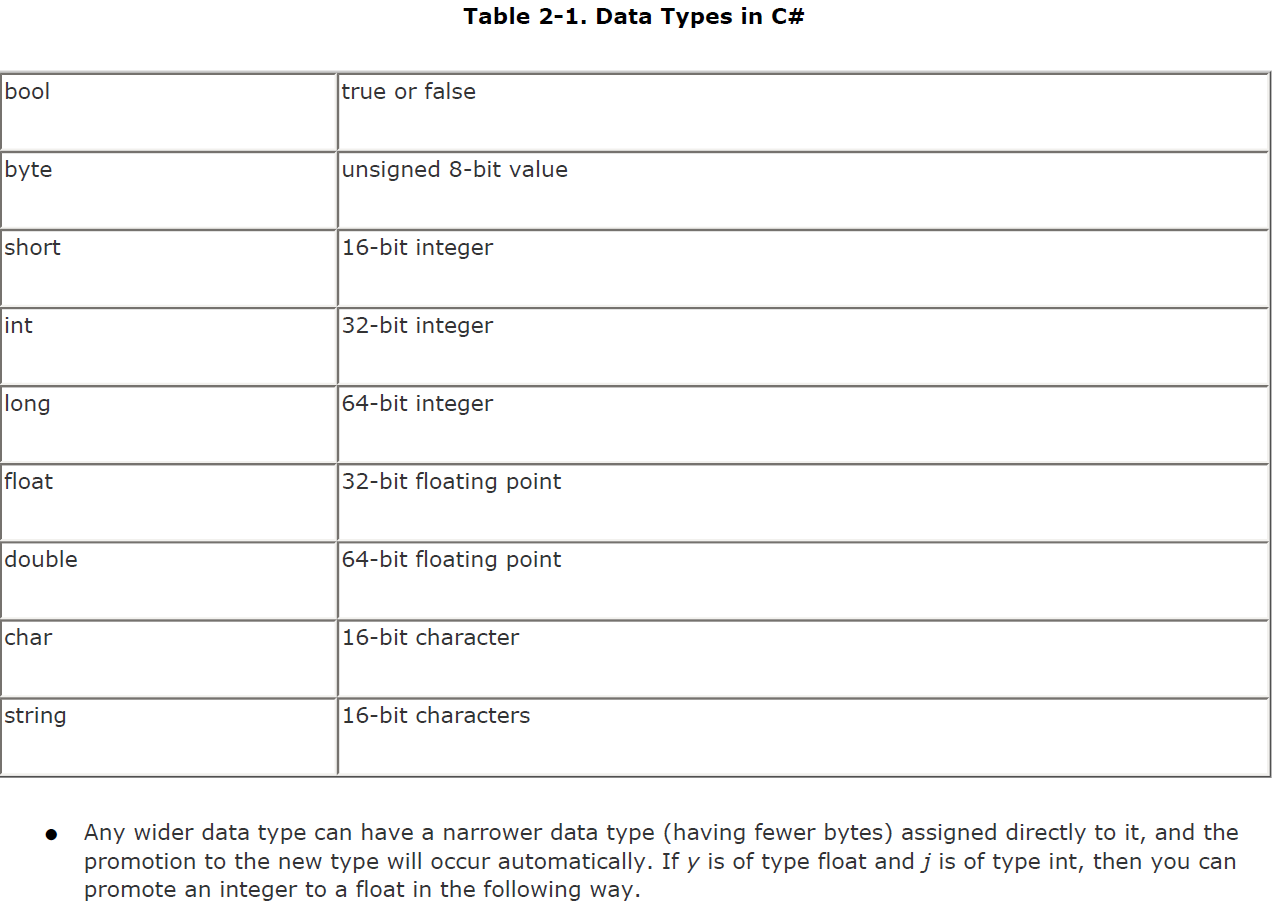 Table 2-1. Data Types in C#
bool true or false
byte unsigned 8-bit value
short 16-bit integer
int 32-bit integer
long 64-bit integer
float 32-bit floating point
double 64-bit floating point
char 16-bit character
string 16-bit characters
● Any wider data type can have a narrower data type (having fewer bytes) assigned directly to it, and the
promotion to the new type will occur automatically. If y is of type float and j is of type int, then you can
promote an integer to a float in the following way.